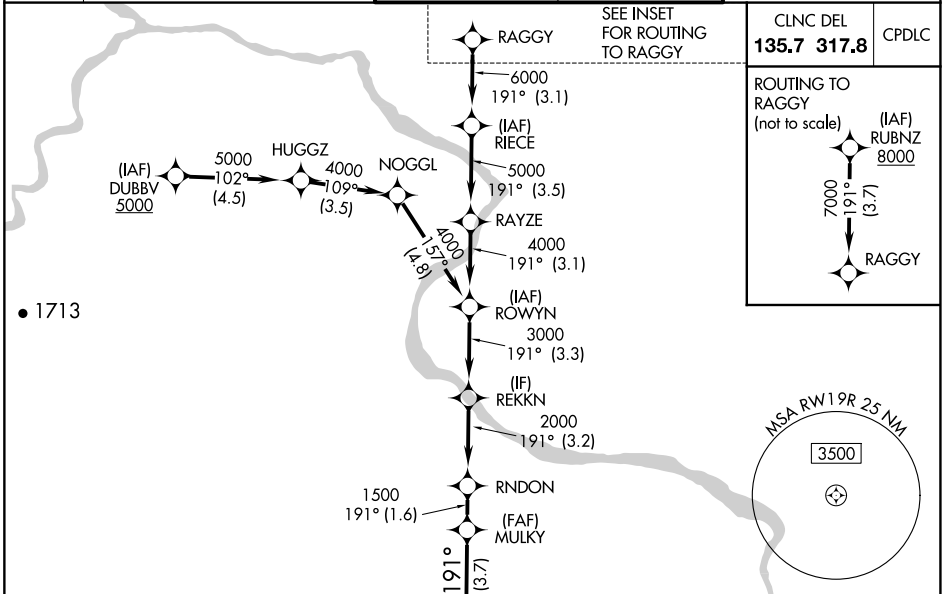 SEE INSET
FOR ROUTING
TO RAGGY
CLNC DEL
135.7 317.8
CPDLC
RAGGY
6000
191° (3.1)
(IAF)
RIECE
5000
191° (3.5)
RAYZE
4000
191° (3.1)
(IAF)
ROWYN
3000
191° (3.3)
(IF)
REKKN
2000
191° (3.2)
RNDON
1500
191° (1.6)
(FAF)
MULKY
191°
(3.7)
(IAF)
DUBBV
5000
5000
102°
(4.5)
HUGGZ
4000
109°
(3.5)
NOGGL
4000
157°
(4.8)
1713
ROUTING TO
RAGGY
(not to scale)
(IAF)
RUBNZ
8000
7000
191°
(3.7)
RAGGY
MSA RW19R 25 NM
3500